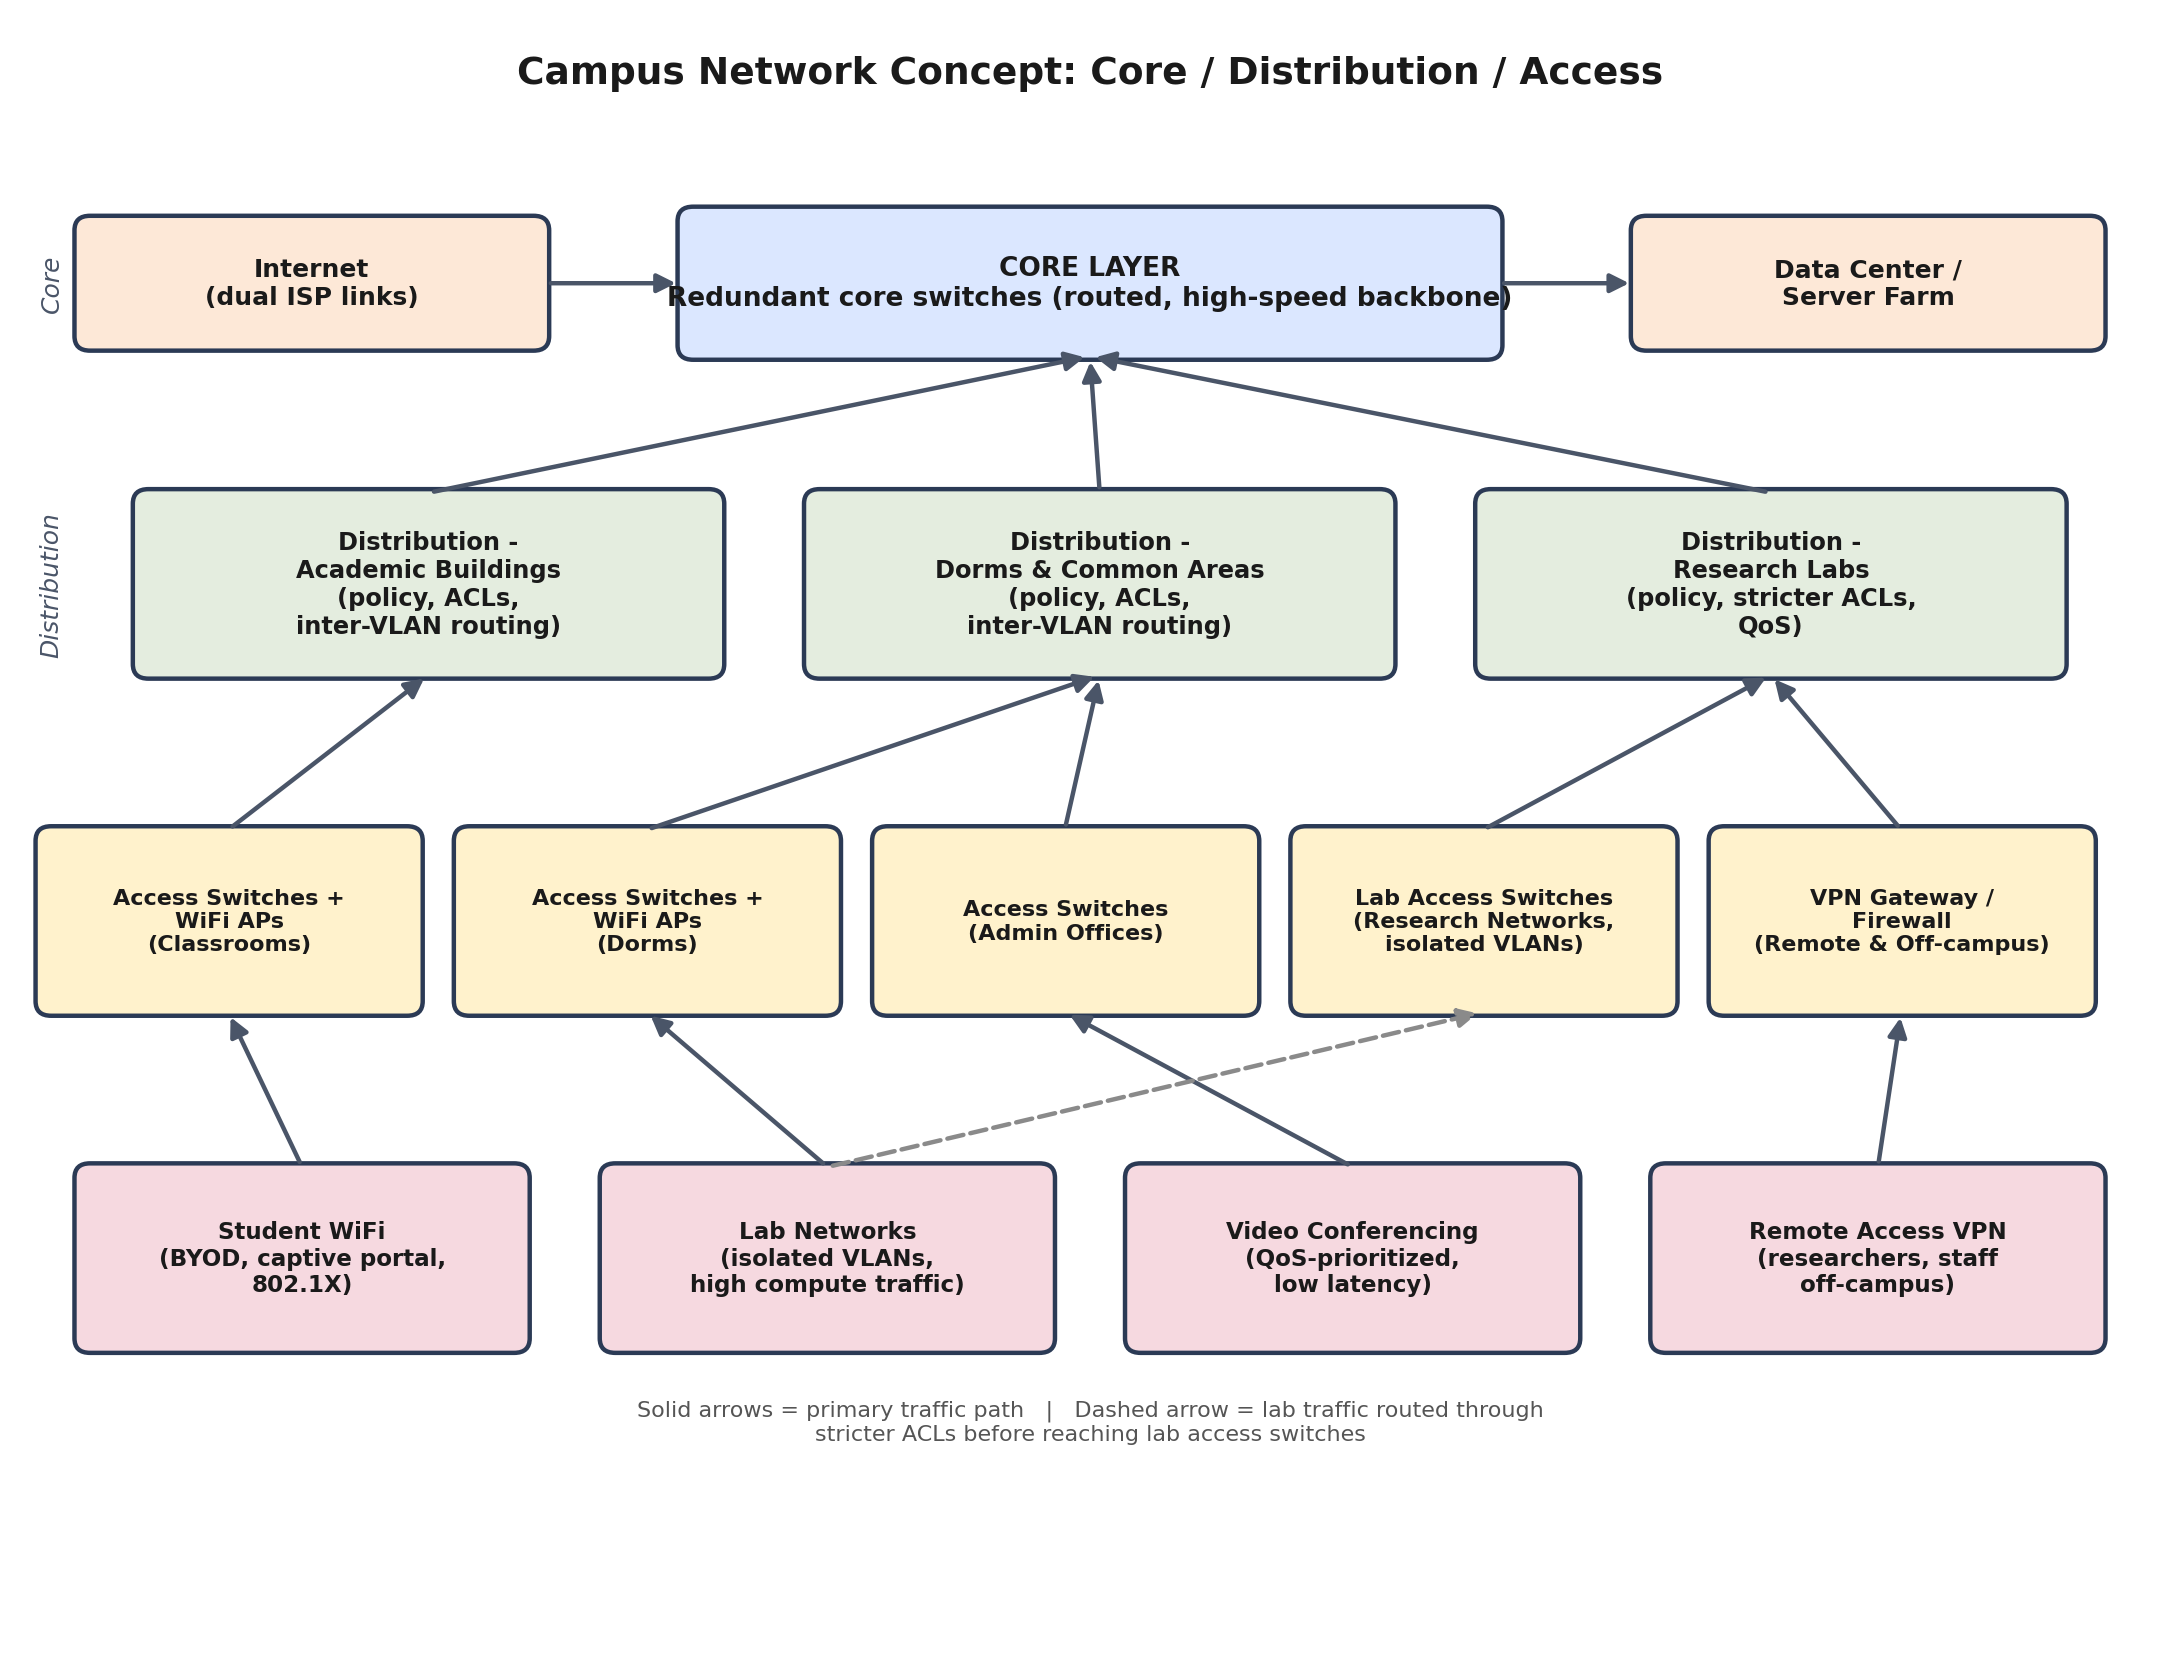 Campus Network Concept: Core / Distribution / Access
Core
Internet
(dual ISP links)
CORE LAYER
Redundant core switches (routed, high-speed backbone)
Data Center /
Server Farm
Distribution
Distribution -
Academic Buildings
(policy, ACLs,
inter-VLAN routing)
Distribution -
Dorms & Common Areas
(policy, ACLs,
inter-VLAN routing)
Distribution -
Research Labs
(policy, stricter ACLs,
QoS)
Access Switches +
WiFi APs
(Classrooms)
Access Switches +
WiFi APs
(Dorms)
Access Switches
(Admin Offices)
Lab Access Switches
(Research Networks,
isolated VLANs)
VPN Gateway /
Firewall
(Remote & Off-campus)
Student WiFi
(BYOD, captive portal,
802.1X)
Lab Networks
(isolated VLANs,
high compute traffic)
Video Conferencing
(QoS-prioritized,
low latency)
Remote Access VPN
(researchers, staff
off-campus)
Solid arrows = primary traffic path | Dashed arrow = lab traffic routed through
stricter ACLs before reaching lab access switches